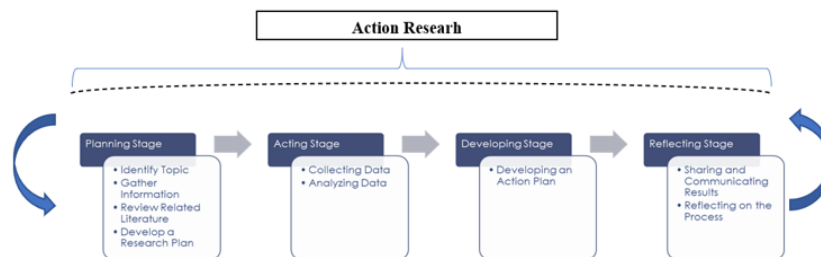 Action Researh
Planning Stage
• Identify Topic
• Gather
Information
• Review Related
Literature
• Develop a
Research Plan
Acting Stage
• Collecting Data
• Analyzing Data
Developing Stage
• Developing an
Action Plan
Reflecting Stage
• Sharing and
Communicating
Results
• Reflecting on the
Process